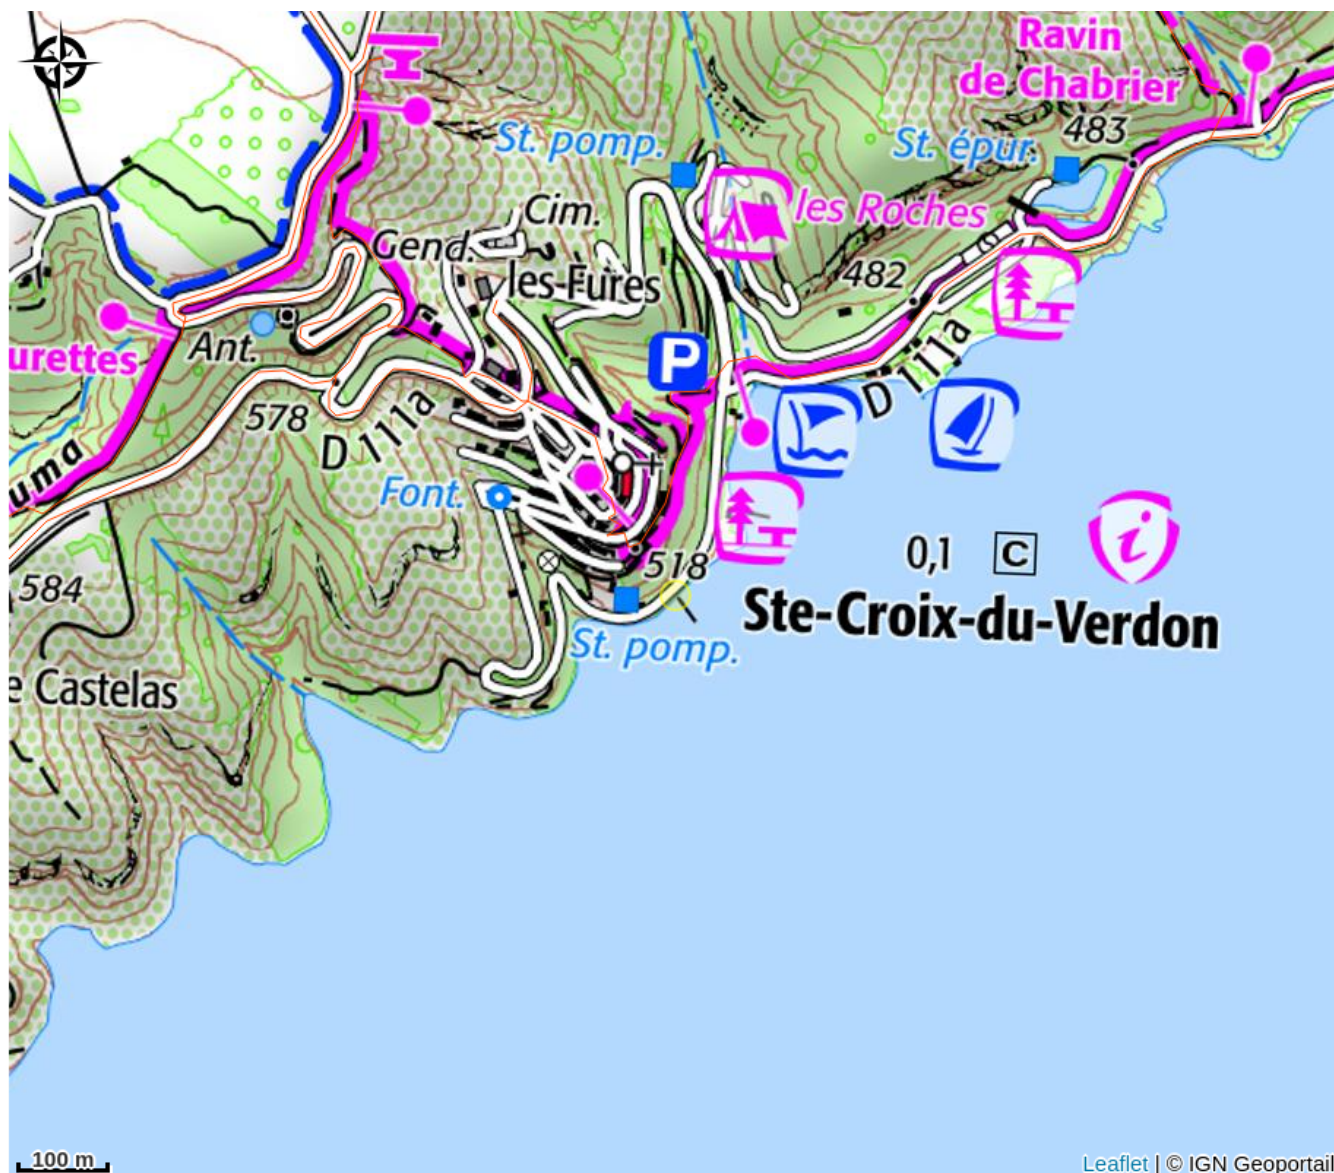 Ravin
de Chabrier
483
St. pomp.
St. épur.
les Roches
Cim.
Gend.
les Fures
482
P
Ant.
urettes
D 111a
578
D 111a
uma
Font.
518
0,1
C
i
584
Ste-Croix-du-Verdon
St. pomp.
e Castelas
100 m
Leaflet | © IGN Geoportail